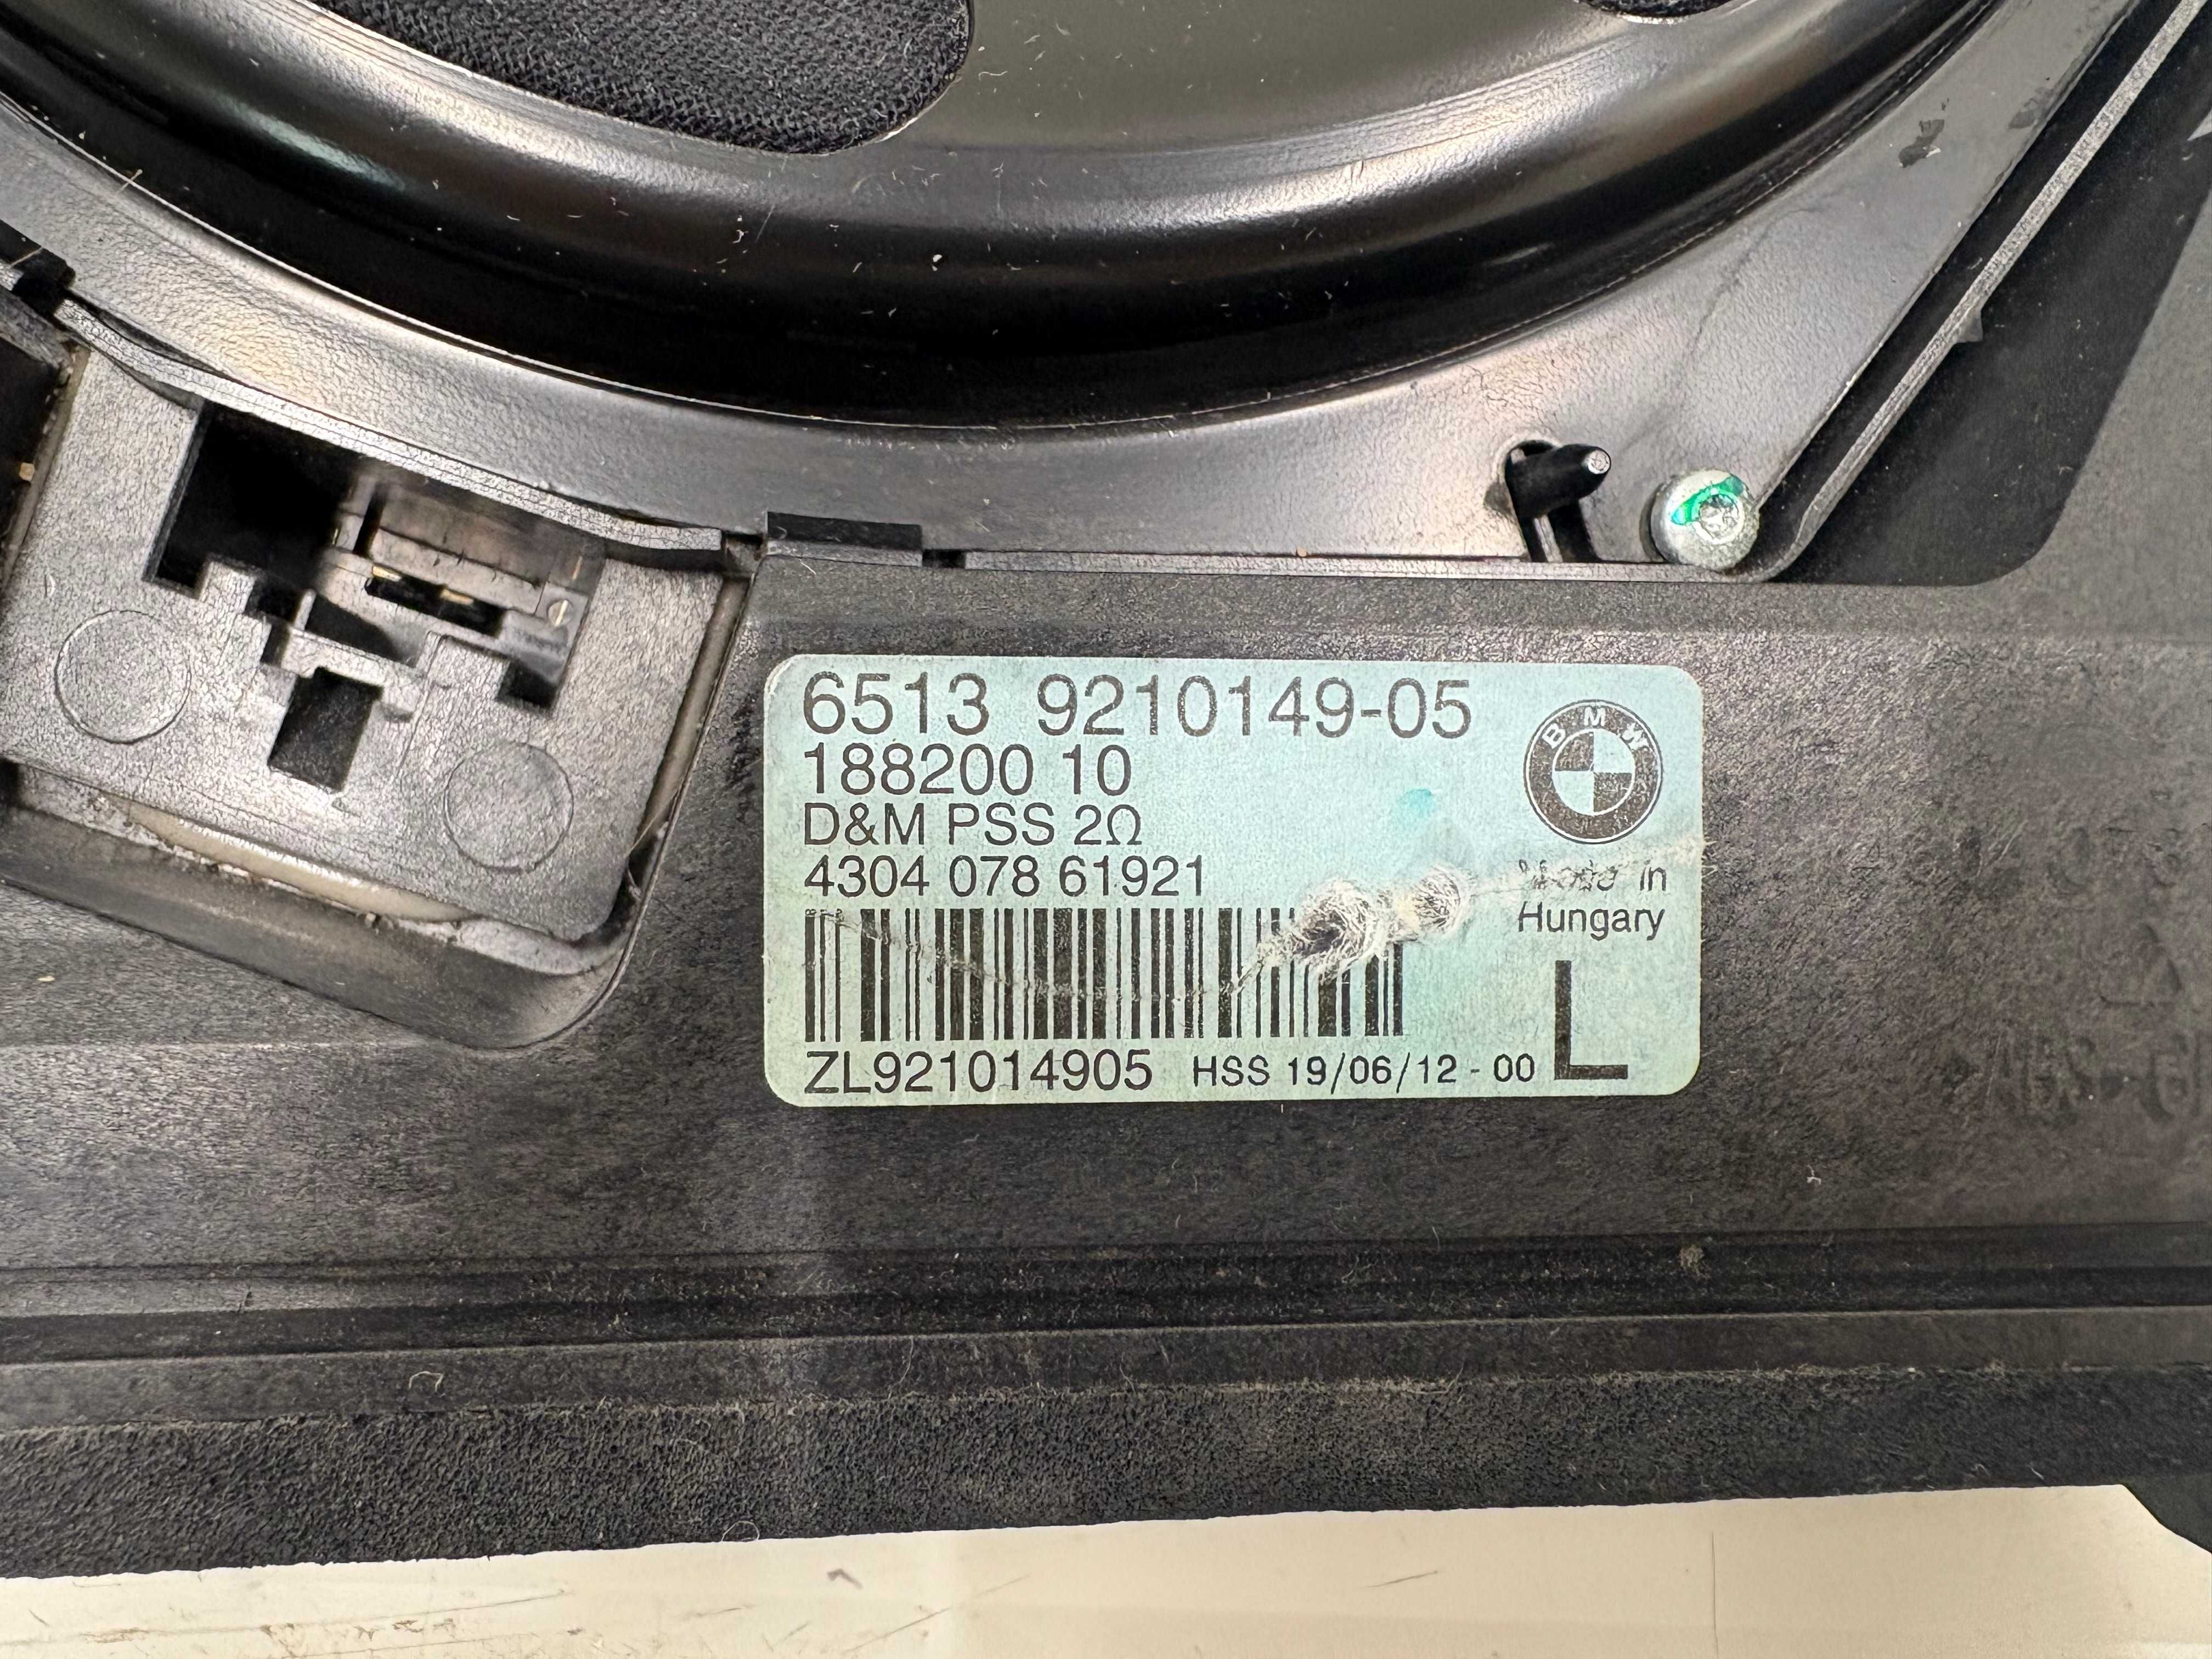 6513 9210149-05
188200 10
D&M PSS 2Ω
4304 078 61921
BMW
Made in
Hungary
L
ZL921014905 HSS 19/06/12 - 00